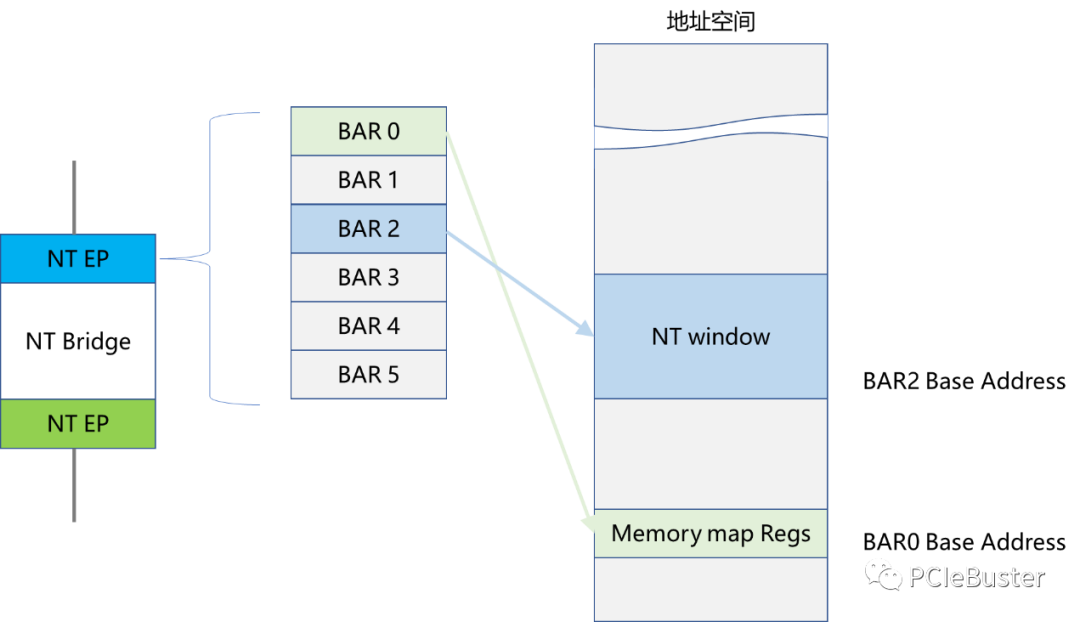 地址空间
BAR 0
BAR 1
BAR 2
BAR 3
BAR 4
BAR 5
NT EP
NT Bridge
NT EP
NT window
BAR2 Base Address
Memory map Regs
BAR0 Base Address
PCIeBuster